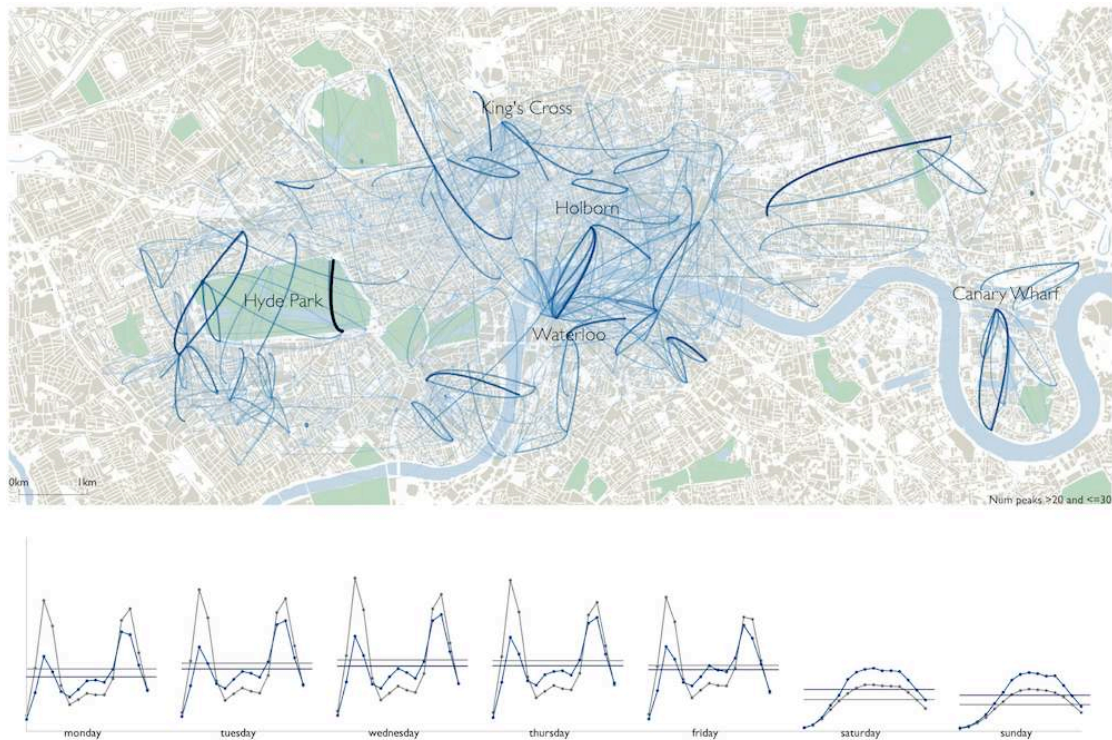 King's Cross
Holborn
Hyde Park
Canary Wharf
Waterloo
0km 1km
Num peaks >20 and <=30
monday tuesday wednesday thursday friday saturday sunday